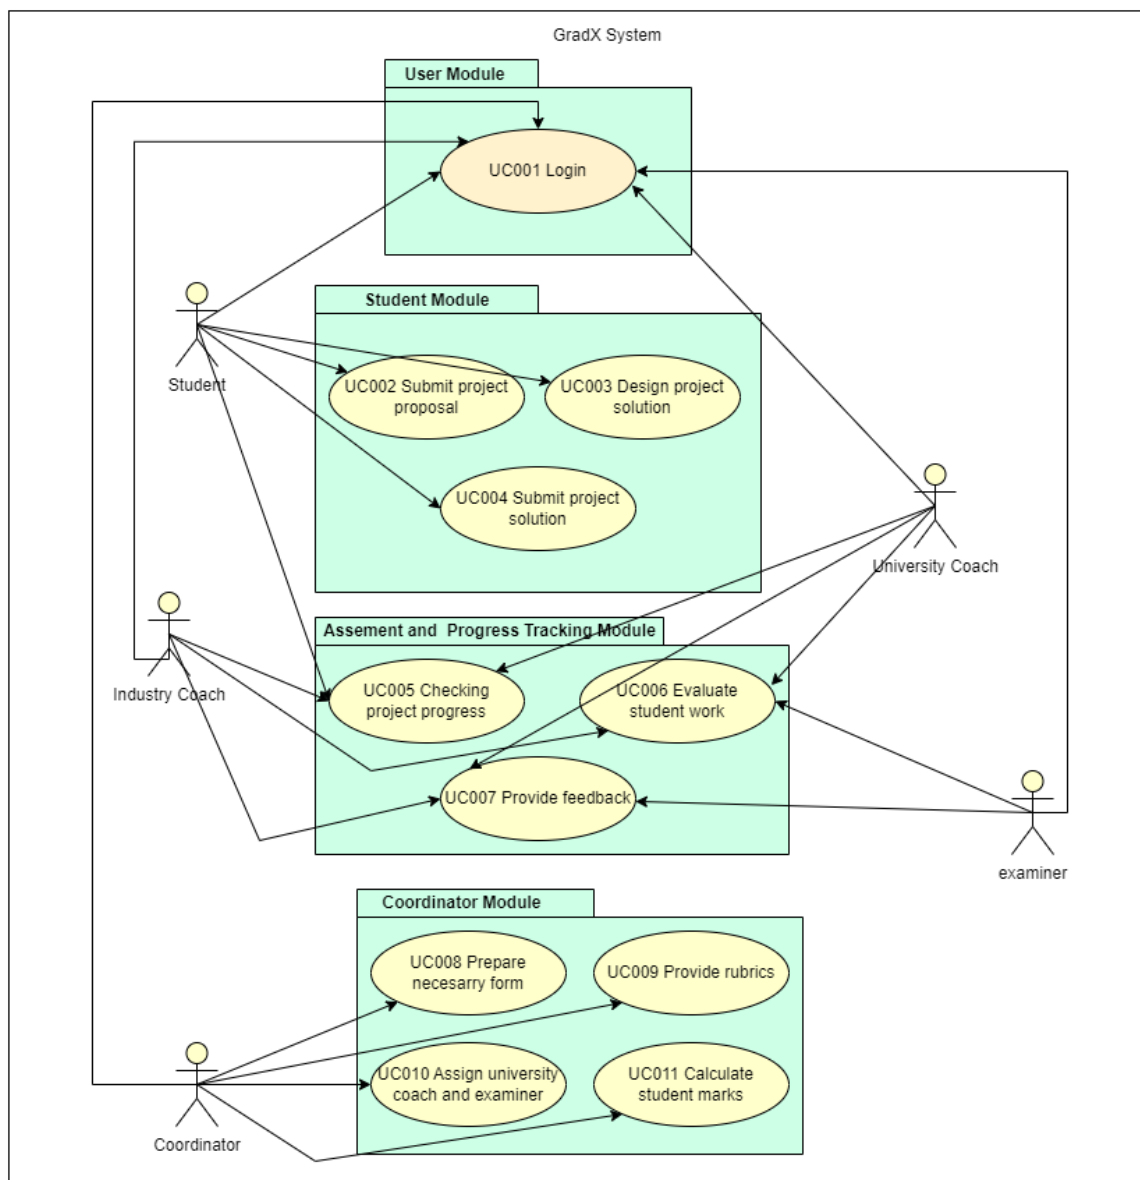 GradX System
User Module
UC001 Login
Student Module
Student
UC002 Submit project
proposal
UC003 Design project
solution
UC004 Submit project
solution
University Coach
Assement and  Progress Tracking Module
Industry Coach
UC005 Checking
project progress
UC006 Evaluate
student work
UC007 Provide feedback
examiner
Coordinator Module
UC008 Prepare
necesarry form
UC009 Provide rubrics
UC010 Assign university
coach and examiner
UC011 Calculate
student marks
Coordinator